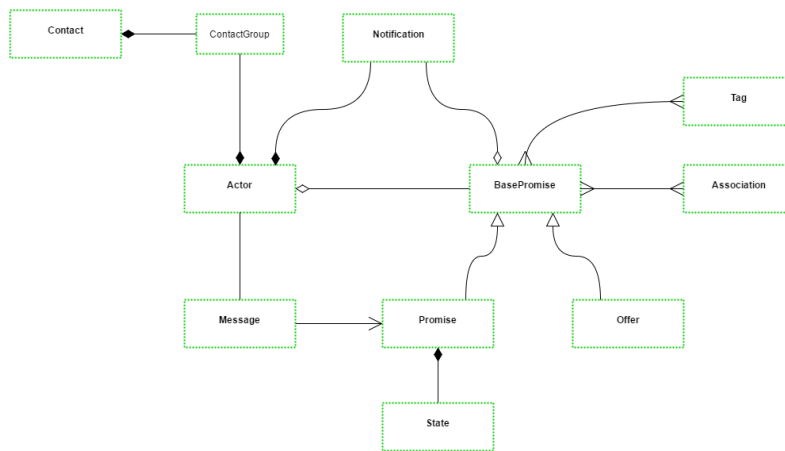 Contact
ContactGroup
Notification
Tag
Actor
BasePromise
Association
Message
Promise
Offer
State